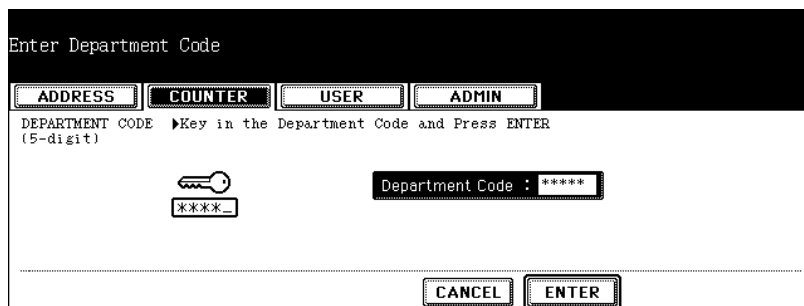 Enter Department Code
ADDRESS COUNTER USER ADMIN
DEPARTMENT CODE ▶Key in the Department Code and Press ENTER
(5-digit)
Department Code : *****
****_
CANCEL ENTER